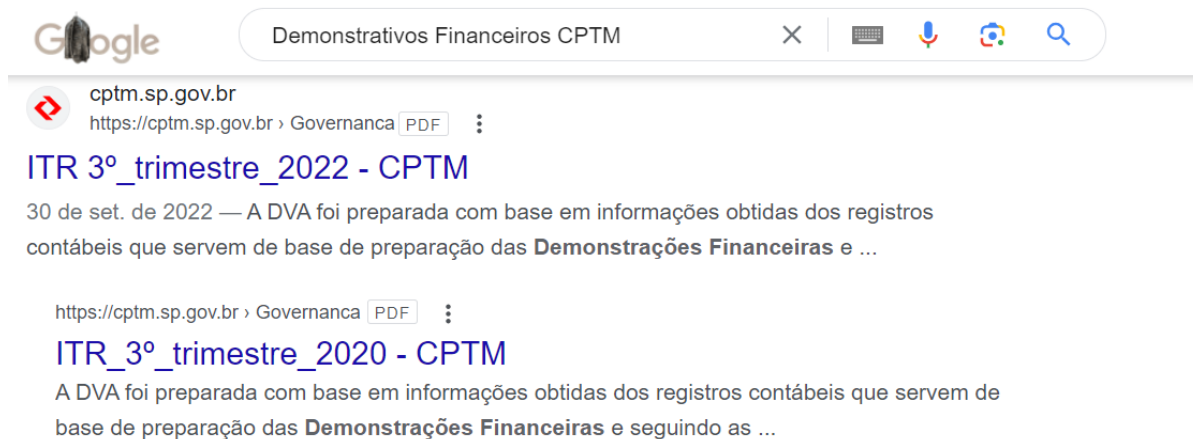 Google
Demonstrativos Financeiros CPTM
cptm.sp.gov.br
https://cptm.sp.gov.br › Governanca PDF
ITR 3º_trimestre_2022 - CPTM
30 de set. de 2022 — A DVA foi preparada com base em informações obtidas dos registros
contábeis que servem de base de preparação das Demonstrações Financeiras e ...
https://cptm.sp.gov.br › Governanca PDF
ITR_3º_trimestre_2020 - CPTM
A DVA foi preparada com base em informações obtidas dos registros contábeis que servem de
base de preparação das Demonstrações Financeiras e seguindo as ...